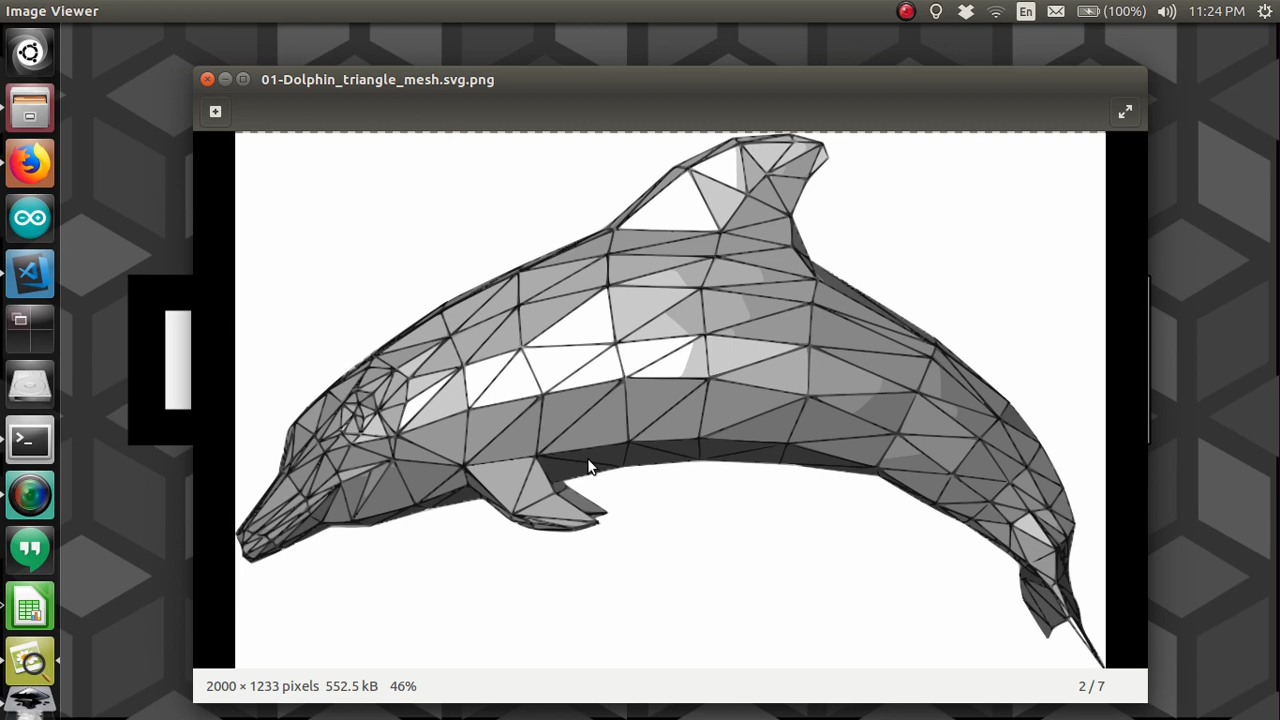 Image Viewer
En
(100%)
11:24 PM
01-Dolphin_triangle_mesh.svg.png
2000 × 1233 pixels 552.5 kB 46%
2 / 7